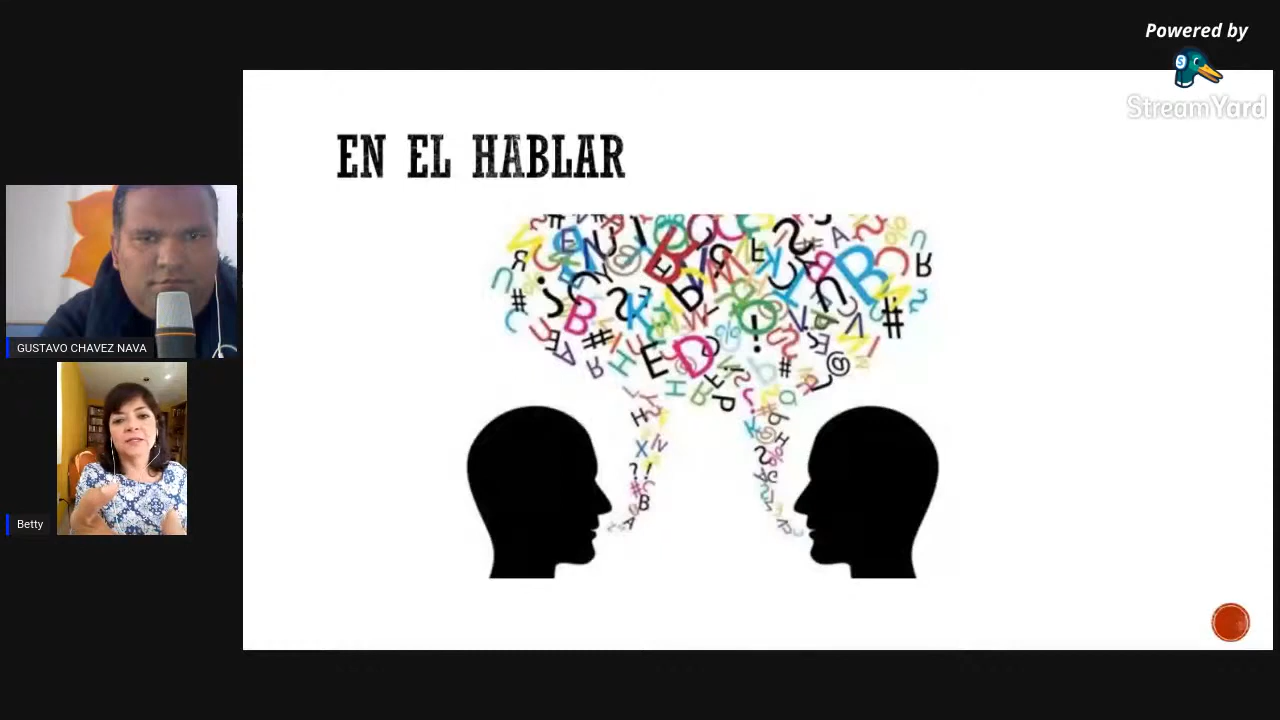 Powered by
StreamYard
EN EL HABLAR
GUSTAVO CHAVEZ NAVA
Betty